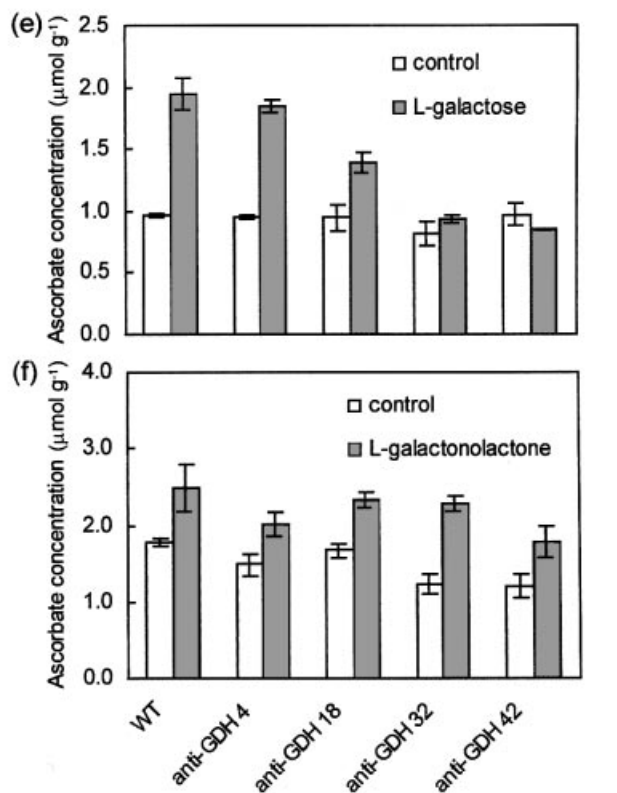 (e)
Ascorbate concentration (µmol g⁻¹)
2.5
2.0
1.5
1.0
0.5
0.0
control
L-galactose
(f)
Ascorbate concentration (µmol g⁻¹)
4.0
3.0
2.0
1.0
0.0
control
L-galactonolactone
WT
anti-GDH 4
anti-GDH 18
anti-GDH 32
anti-GDH 42